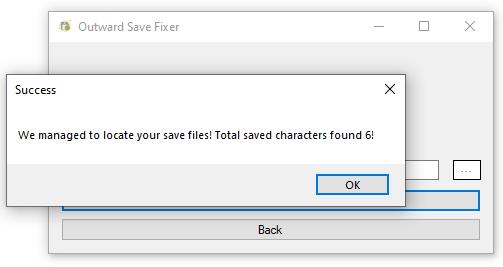 Outward Save Fixer
Success
We managed to locate your save files! Total saved characters found 6!
...
OK
Back